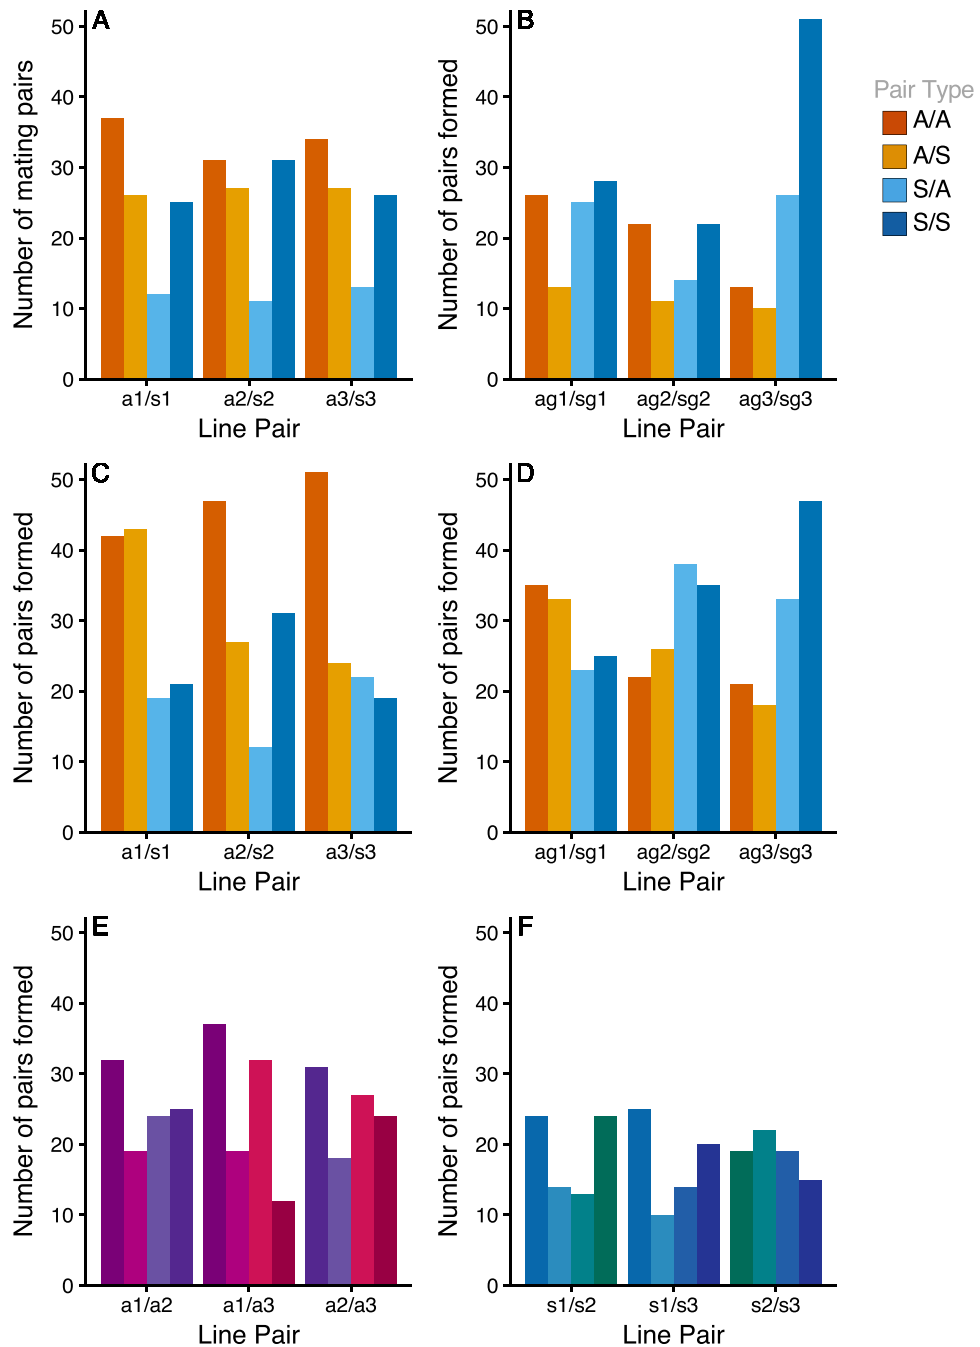 A
50
40
30
20
10
0
Number of mating pairs
a1/s1 a2/s2 a3/s3
Line Pair
B
50
40
30
20
10
0
Number of pairs formed
ag1/sg1 ag2/sg2 ag3/sg3
Line Pair
Pair Type
A/A
A/S
S/A
S/S
C
50
40
30
20
10
0
Number of pairs formed
a1/s1 a2/s2 a3/s3
Line Pair
D
50
40
30
20
10
0
Number of pairs formed
ag1/sg1 ag2/sg2 ag3/sg3
Line Pair
E
50
40
30
20
10
0
Number of pairs formed
a1/a2 a1/a3 a2/a3
Line Pair
F
50
40
30
20
10
0
Number of pairs formed
s1/s2 s1/s3 s2/s3
Line Pair